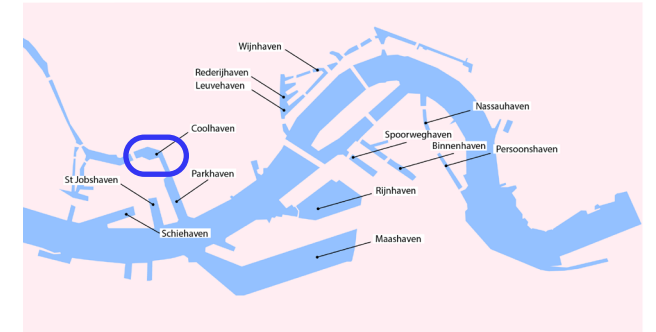 Wijnhaven
Rederijhaven
Leuvehaven
Nassauhaven
Coolhaven
Spoorweghaven
Binnenhaven
Persoonshaven
St Jobshaven
Parkhaven
Rijnhaven
Schiehaven
Maashaven